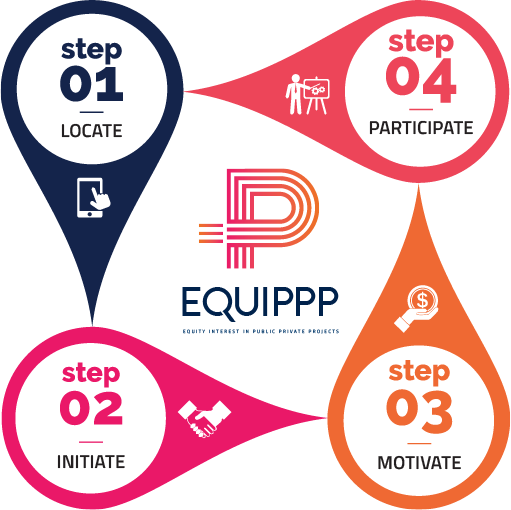 step
01
LOCATE
step
04
PARTICIPATE
EQUIPPP
EQUITY INTEREST IN PUBLIC PRIVATE PROJECTS
step
02
INITIATE
$
step
03
MOTIVATE